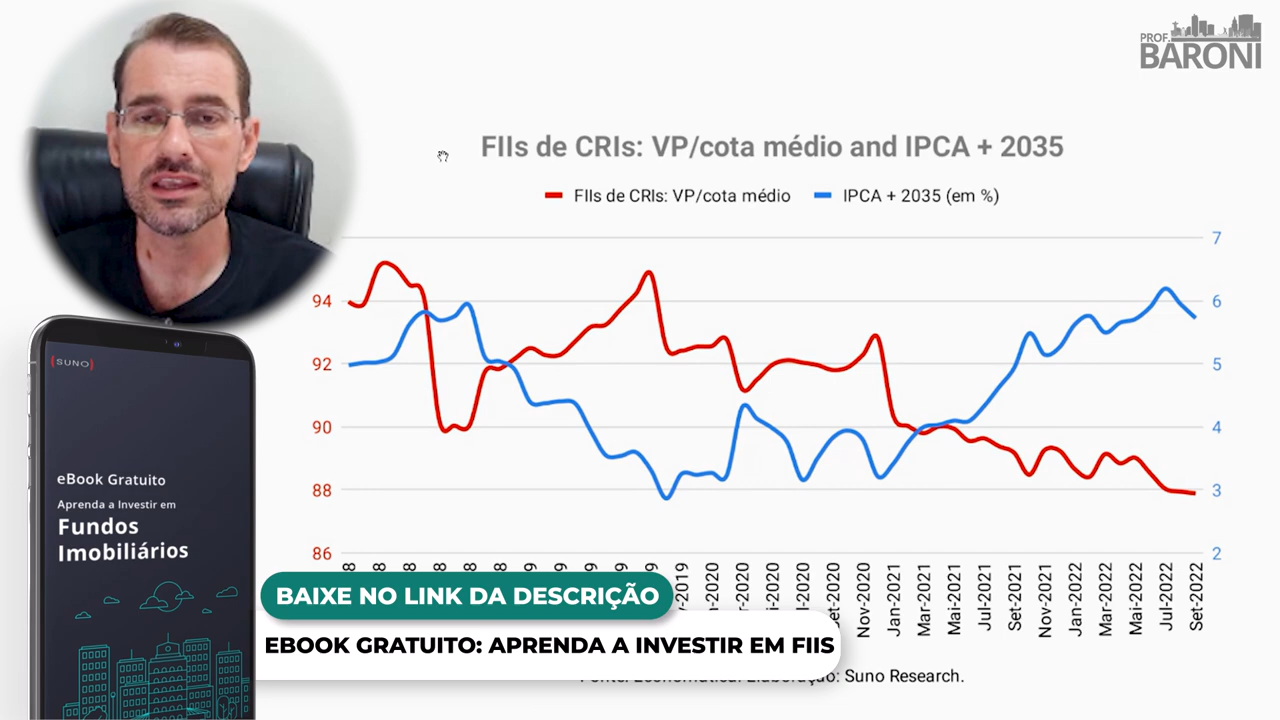 PROF.
BARONI
FIIs de CRIs: VP/cota médio and IPCA + 2035
FIIs de CRIs: VP/cota médio
IPCA + 2035 (em %)
94
92
90
88
86
7
6
5
4
3
2
2020
Nov-2020
Jan-2021
Mar-2021
Mai-2021
Jul-2021
Set-2021
Nov-2021
Jan-2022
Mar-2022
Mai-2022
Jul-2022
Set-2022
(SUNO)
eBook Gratuito
Aprenda a Investir em
Fundos
Imobiliários
BAIXE NO LINK DA DESCRIÇÃO
EBOOK GRATUITO: APRENDA A INVESTIR EM FIIS
Suno Research.